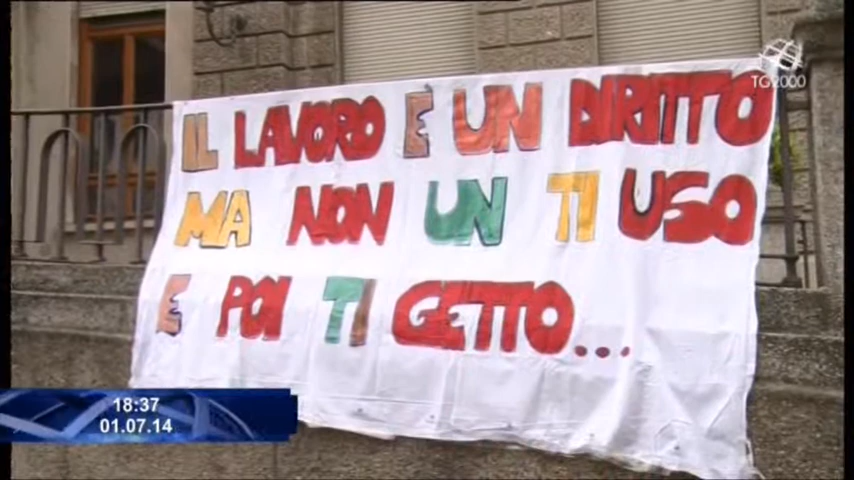 TG2000
IL LAVORO E UN DIRITTO
MA NON UN TI USO
E POI TI GETTO...
18:37
01.07.14